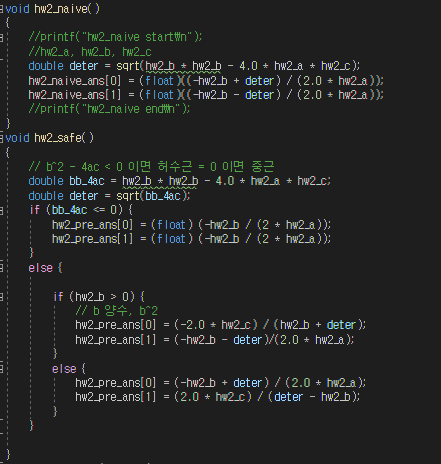 void hw2_naive()
{
//printf("hw2_naive start₩n");
//hw2_a, hw2_b, hw2_c
double deter = sqrt(hw2_b * hw2_b - 4.0 * hw2_a * hw2_c);
hw2_naive_ans[0] = (float)((-hw2_b + deter) / (2.0 * hw2_a));
hw2_naive_ans[1] = (float)((-hw2_b - deter) / (2.0 * hw2_a));
//printf("hw2_naive end₩n");
}
void hw2_safe()
{
// b^2 - 4ac < 0 이면 허수근 = 0 이면 중근
double bb_4ac = hw2_b * hw2_b - 4.0 * hw2_a * hw2_c;
double deter = sqrt(bb_4ac);
if (bb_4ac <= 0) {
hw2_pre_ans[0] = (float) (-hw2_b / (2 * hw2_a));
hw2_pre_ans[1] = (float) (-hw2_b / (2 * hw2_a));
}
else {
if (hw2_b > 0) {
// b 양수, b^2
hw2_pre_ans[0] = (-2.0 * hw2_c) / (hw2_b + deter);
hw2_pre_ans[1] = (-hw2_b - deter)/(2.0 * hw2_a);
}
else {
hw2_pre_ans[0] = (-hw2_b + deter) / (2.0 * hw2_a);
hw2_pre_ans[1] = (2.0 * hw2_c) / (deter - hw2_b);
}
}
}